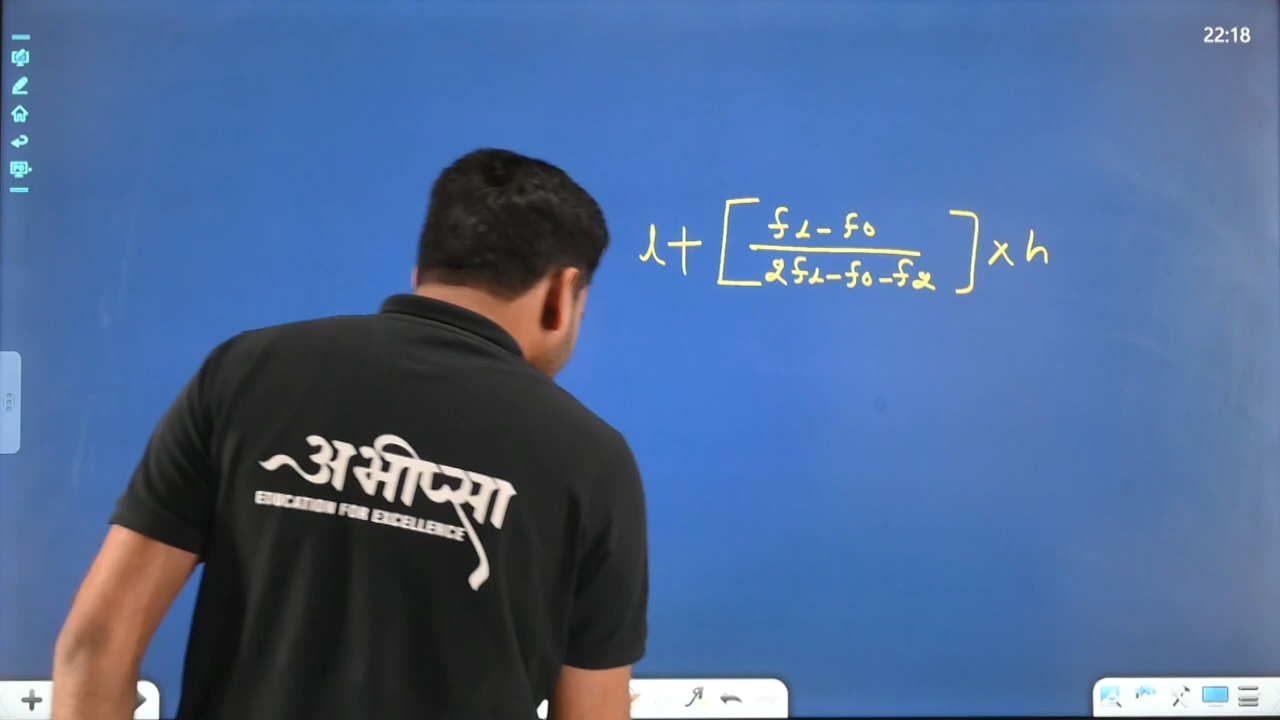 22:18
l + [ f1 - f0 / 2f1 - f0 - f2 ] × h
अभीप्सा
EDUCATION FOR EXCELLENCE